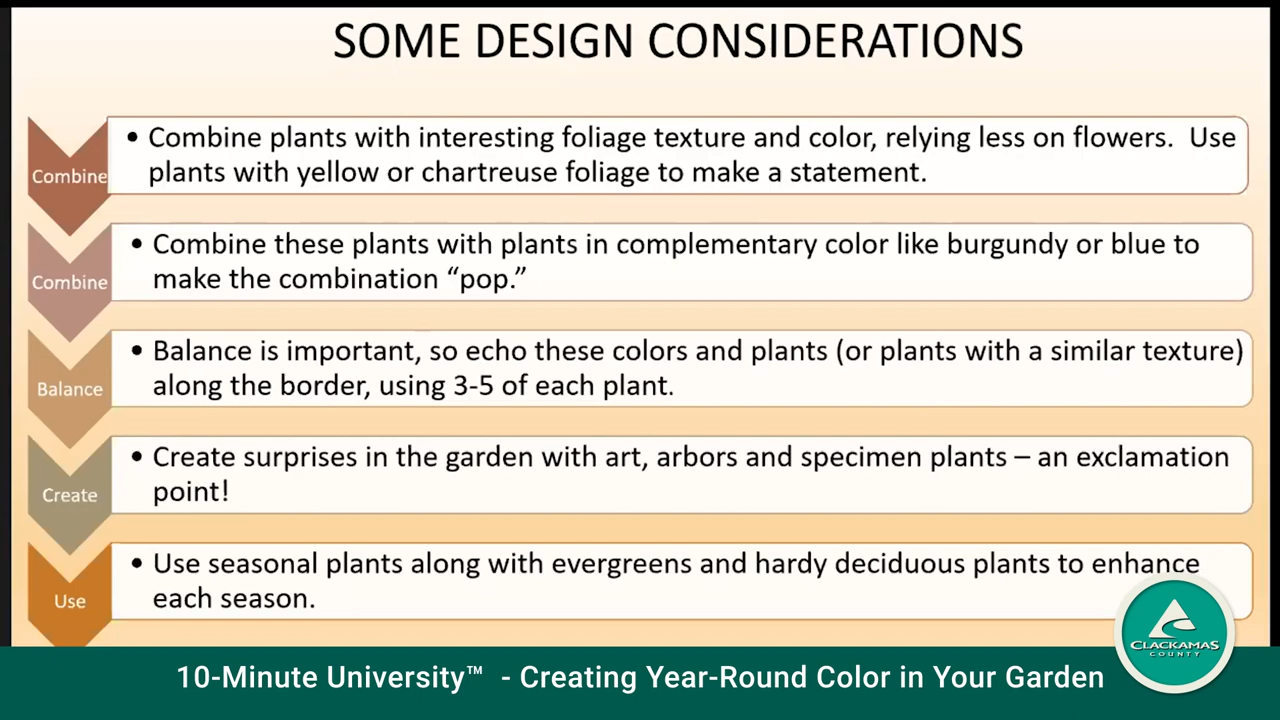 SOME DESIGN CONSIDERATIONS
Combine
• Combine plants with interesting foliage texture and color, relying less on flowers. Use
plants with yellow or chartreuse foliage to make a statement.
Combine
• Combine these plants with plants in complementary color like burgundy or blue to
make the combination “pop.”
Balance
• Balance is important, so echo these colors and plants (or plants with a similar texture)
along the border, using 3-5 of each plant.
Create
• Create surprises in the garden with art, arbors and specimen plants – an exclamation
point!
Use
• Use seasonal plants along with evergreens and hardy deciduous plants to enhance
each season.
CLACKAMAS
COUNTY
10-Minute University™ - Creating Year-Round Color in Your Garden